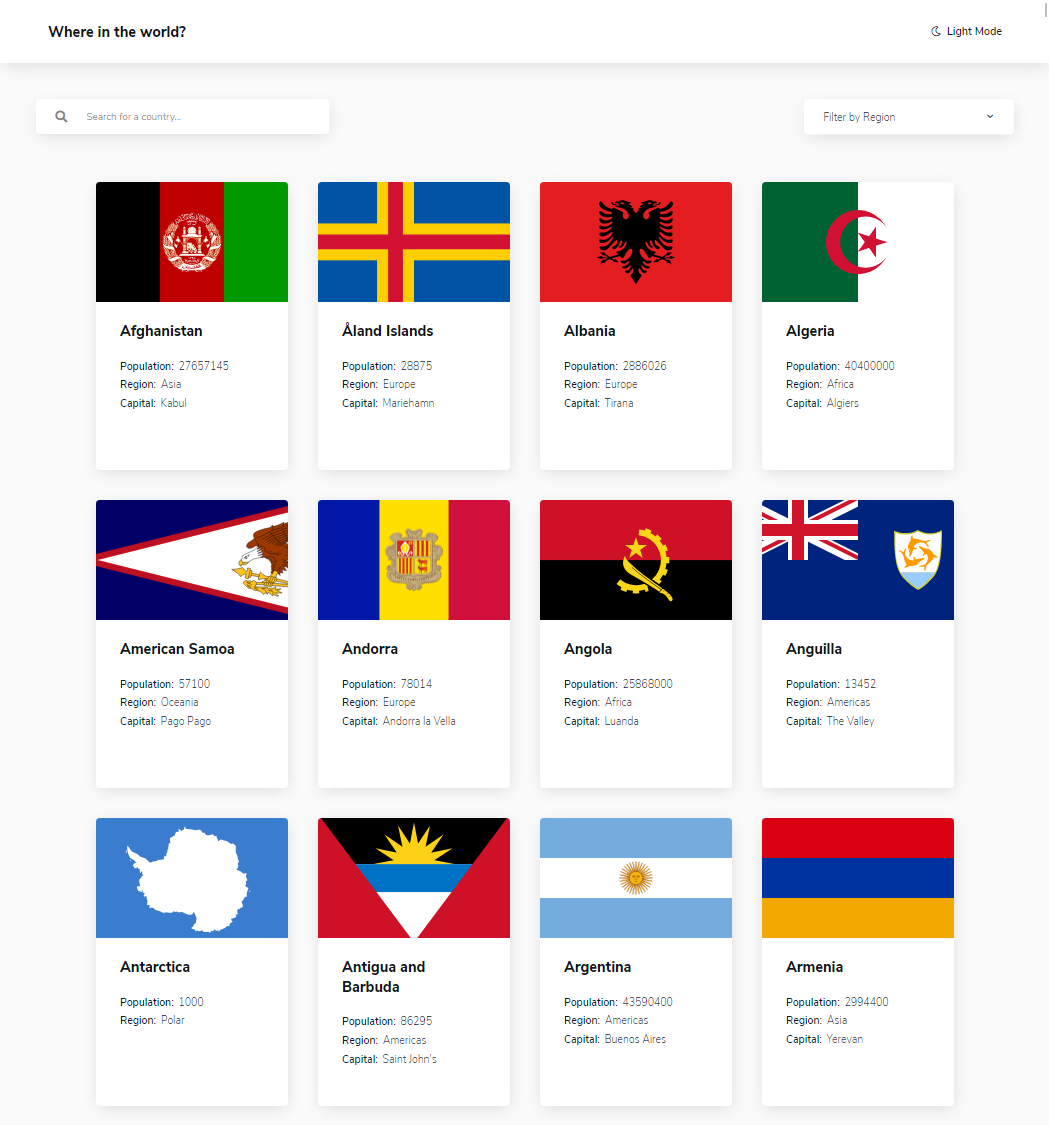 Where in the world?
Light Mode
Search for a country...
Filter by Region
Afghanistan
Population: 27657145
Region: Asia
Capital: Kabul
Åland Islands
Population: 28875
Region: Europe
Capital: Mariehamn
Albania
Population: 2886026
Region: Europe
Capital: Tirana
Algeria
Population: 40400000
Region: Africa
Capital: Algiers
American Samoa
Population: 57100
Region: Oceania
Capital: Pago Pago
Andorra
Population: 78014
Region: Europe
Capital: Andorra la Vella
Angola
Population: 25868000
Region: Africa
Capital: Luanda
Anguilla
Population: 13452
Region: Americas
Capital: The Valley
Antarctica
Population: 1000
Region: Polar
Antigua and
Barbuda
Population: 86295
Region: Americas
Capital: Saint John's
Argentina
Population: 43590400
Region: Americas
Capital: Buenos Aires
Armenia
Population: 2994400
Region: Asia
Capital: Yerevan